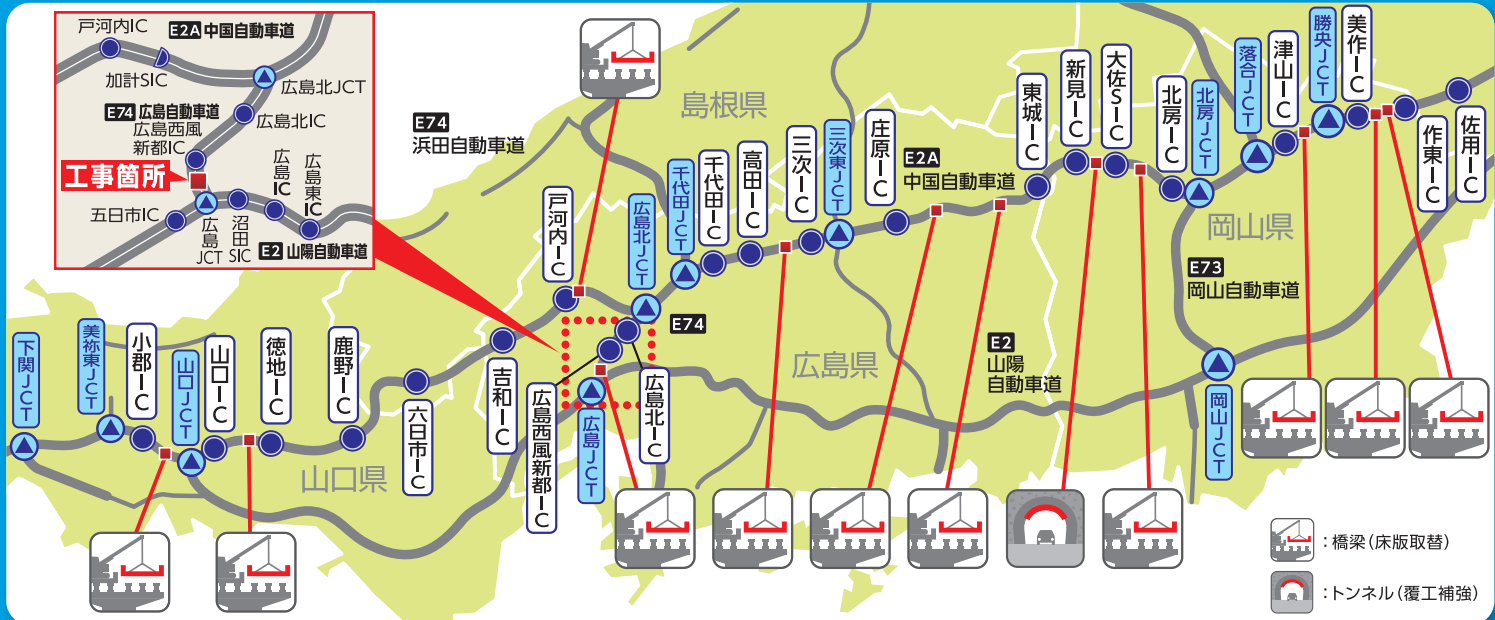 戸河内IC
E2A 中国自動車道
加計SIC
広島北JCT
E74 広島自動車道
広島北IC
広島西風
新都IC
工事箇所
広島IC
広島東IC
五日市IC
広島JCT
沼田SIC
E2 山陽自動車道
E74
浜田自動車道
島根県
E2A
中国自動車道
E74
広島県
E2
山陽
自動車道
岡山県
E73
岡山自動車道
山口県
下関JCT
美祢東JCT
小郡IC
山口JCT
山口IC
徳地IC
鹿野IC
六日市IC
吉和IC
戸河内IC
広島西風新都IC
広島JCT
広島北IC
広島北JCT
千代田JCT
千代田IC
高田IC
三次IC
三次東JCT
庄原IC
東城IC
新見IC
大佐SIC
北房IC
北房JCT
落合JCT
津山IC
勝央JCT
美作IC
作東IC
佐用IC
岡山JCT
:橋梁(床版取替)
:トンネル(覆工補強)